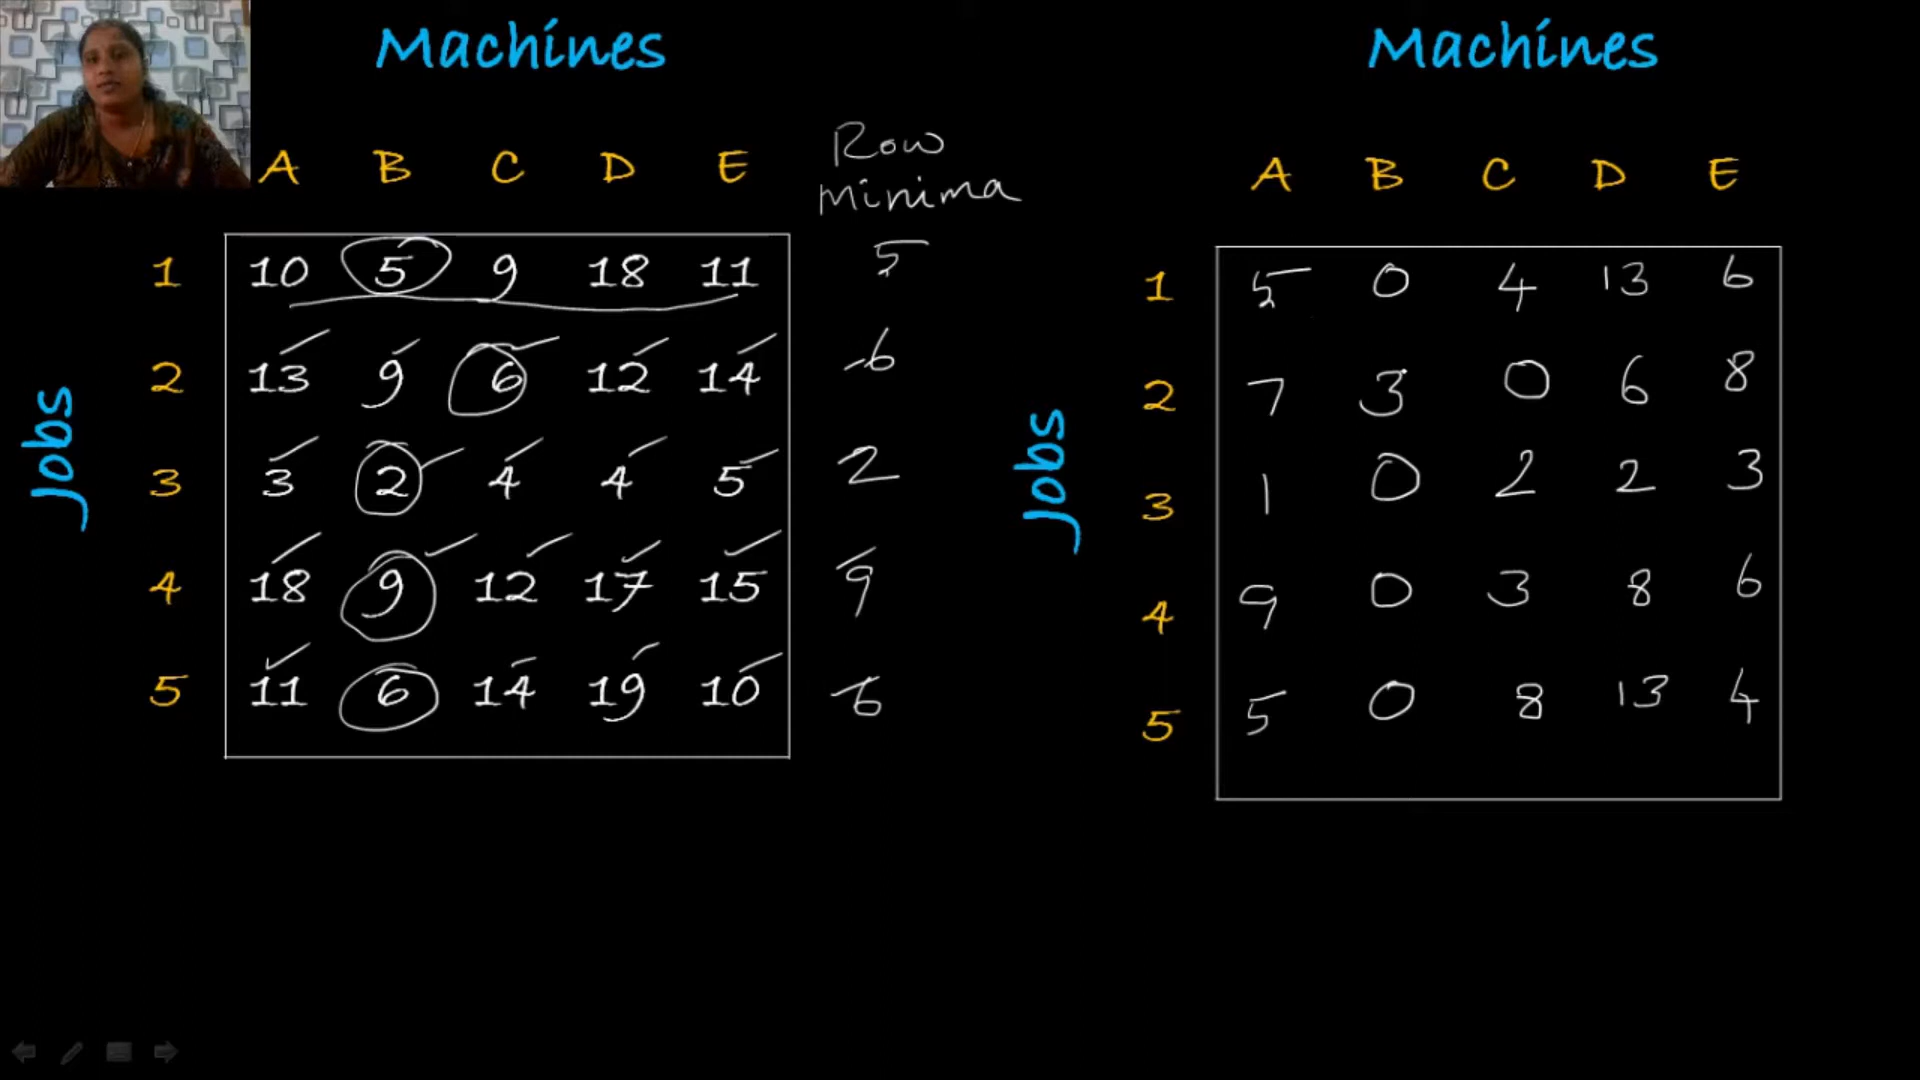 Machines
A B C D E
Row
Minima
Jobs
1 10 5 9 18 11 5
2 13 9 6 12 14 6
3 3 2 4 4 5 2
4 18 9 12 17 15 9
5 11 6 14 19 10 6
Machines
A B C D E
Jobs
1 5 0 4 13 6
2 7 3 0 6 8
3 1 0 2 2 3
4 9 0 3 8 6
5 5 0 8 13 4